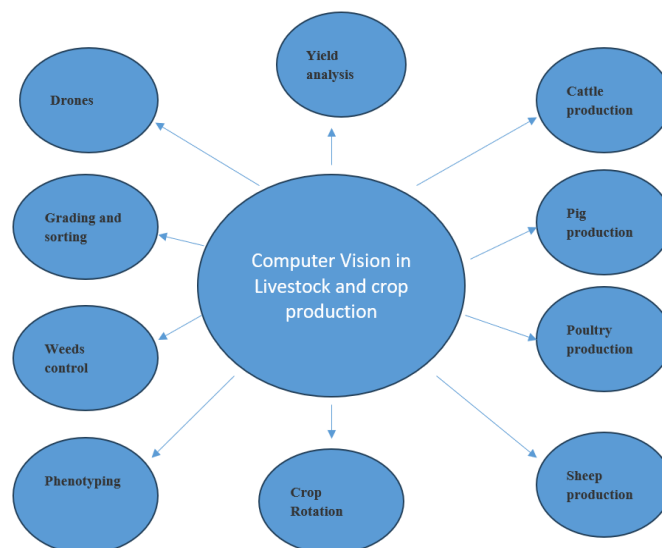 Yield
analysis
Drones
Cattle
production
Grading and
sorting
Pig
production
Computer Vision in
Livestock and crop
production
Weeds
control
Poultry
production
Phenotyping
Crop
Rotation
Sheep
production